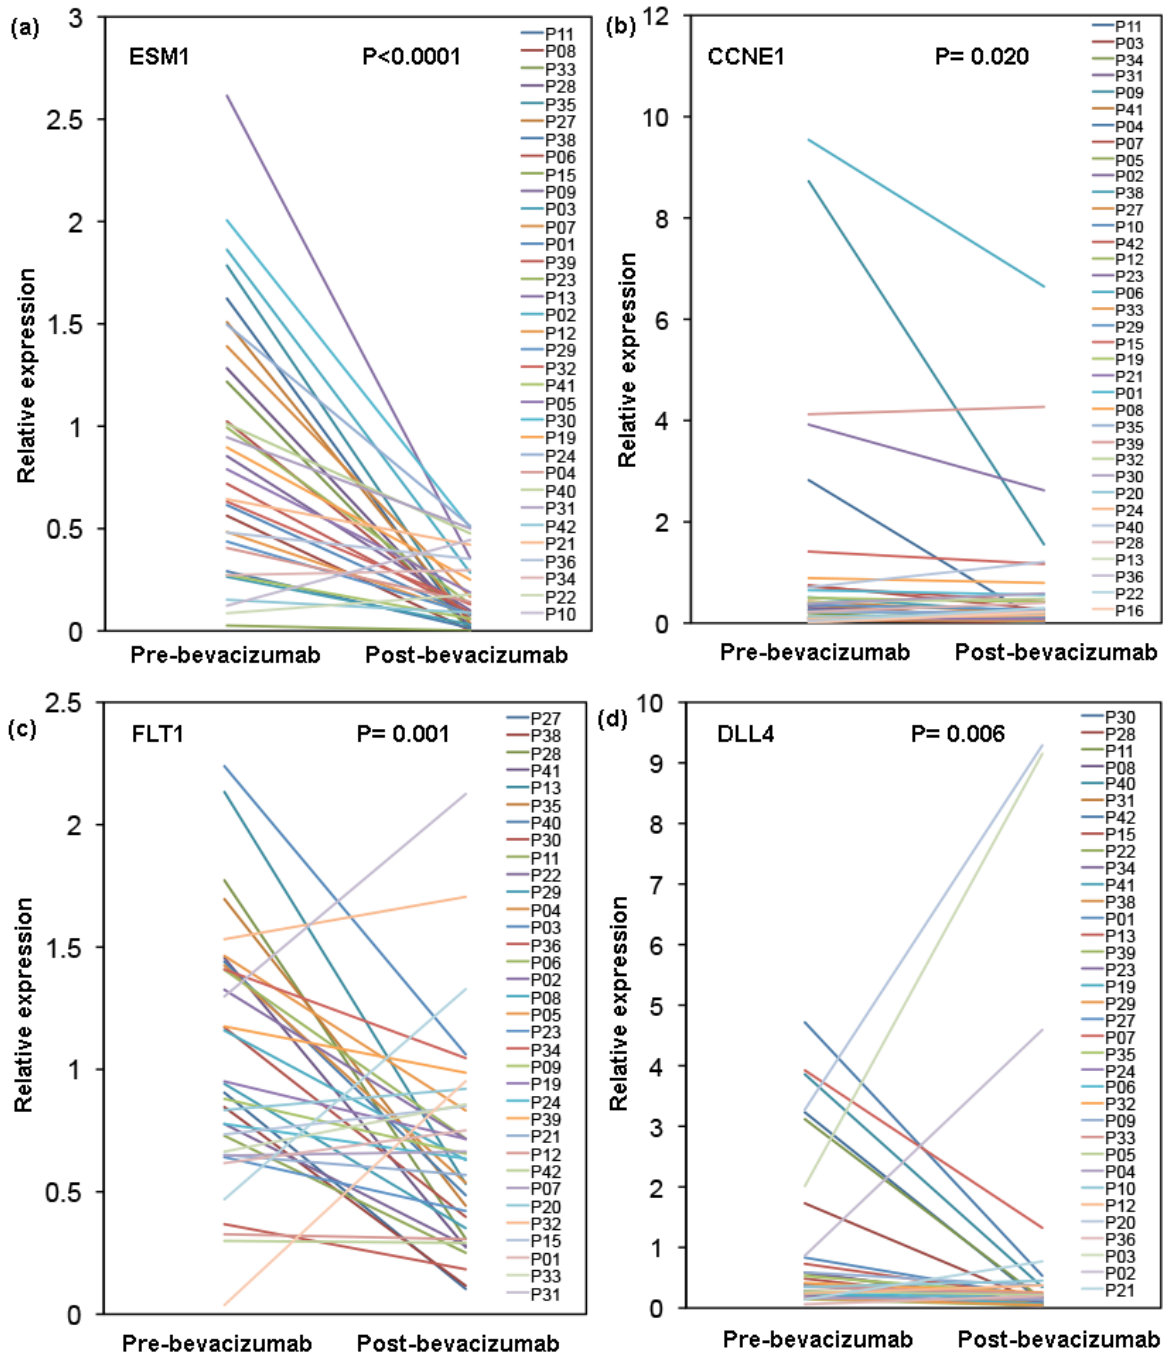 (a)
ESM1
P<0.0001
3
2.5
2
1.5
1
0.5
0
Relative expression
Pre-bevacizumab
Post-bevacizumab
P11
P08
P33
P28
P35
P27
P38
P06
P15
P09
P03
P07
P01
P39
P23
P13
P02
P12
P29
P32
P41
P05
P30
P19
P24
P04
P40
P31
P42
P21
P36
P34
P22
P10
(b)
CCNE1
P= 0.020
12
10
8
6
4
2
0
Relative expression
Pre-bevacizumab
Post-bevacizumab
P11
P03
P34
P31
P09
P41
P04
P07
P05
P02
P38
P27
P10
P42
P12
P23
P06
P33
P29
P15
P19
P21
P01
P08
P35
P39
P32
P30
P20
P24
P40
P28
P13
P36
P22
P16
(c)
FLT1
P= 0.001
2.5
2
1.5
1
0.5
0
Relative expression
Pre-bevacizumab
Post-bevacizumab
P27
P38
P28
P41
P13
P35
P40
P30
P11
P22
P29
P04
P03
P36
P06
P02
P08
P05
P23
P34
P09
P19
P24
P39
P21
P12
P42
P07
P20
P32
P15
P01
P33
P31
(d)
DLL4
P= 0.006
10
9
8
7
6
5
4
3
2
1
0
Relative expression
Pre-bevacizumab
Post-bevacizumab
P30
P28
P11
P08
P40
P31
P42
P15
P22
P34
P41
P38
P01
P13
P39
P23
P19
P29
P27
P07
P35
P24
P06
P32
P09
P33
P05
P04
P10
P12
P20
P36
P03
P02
P21